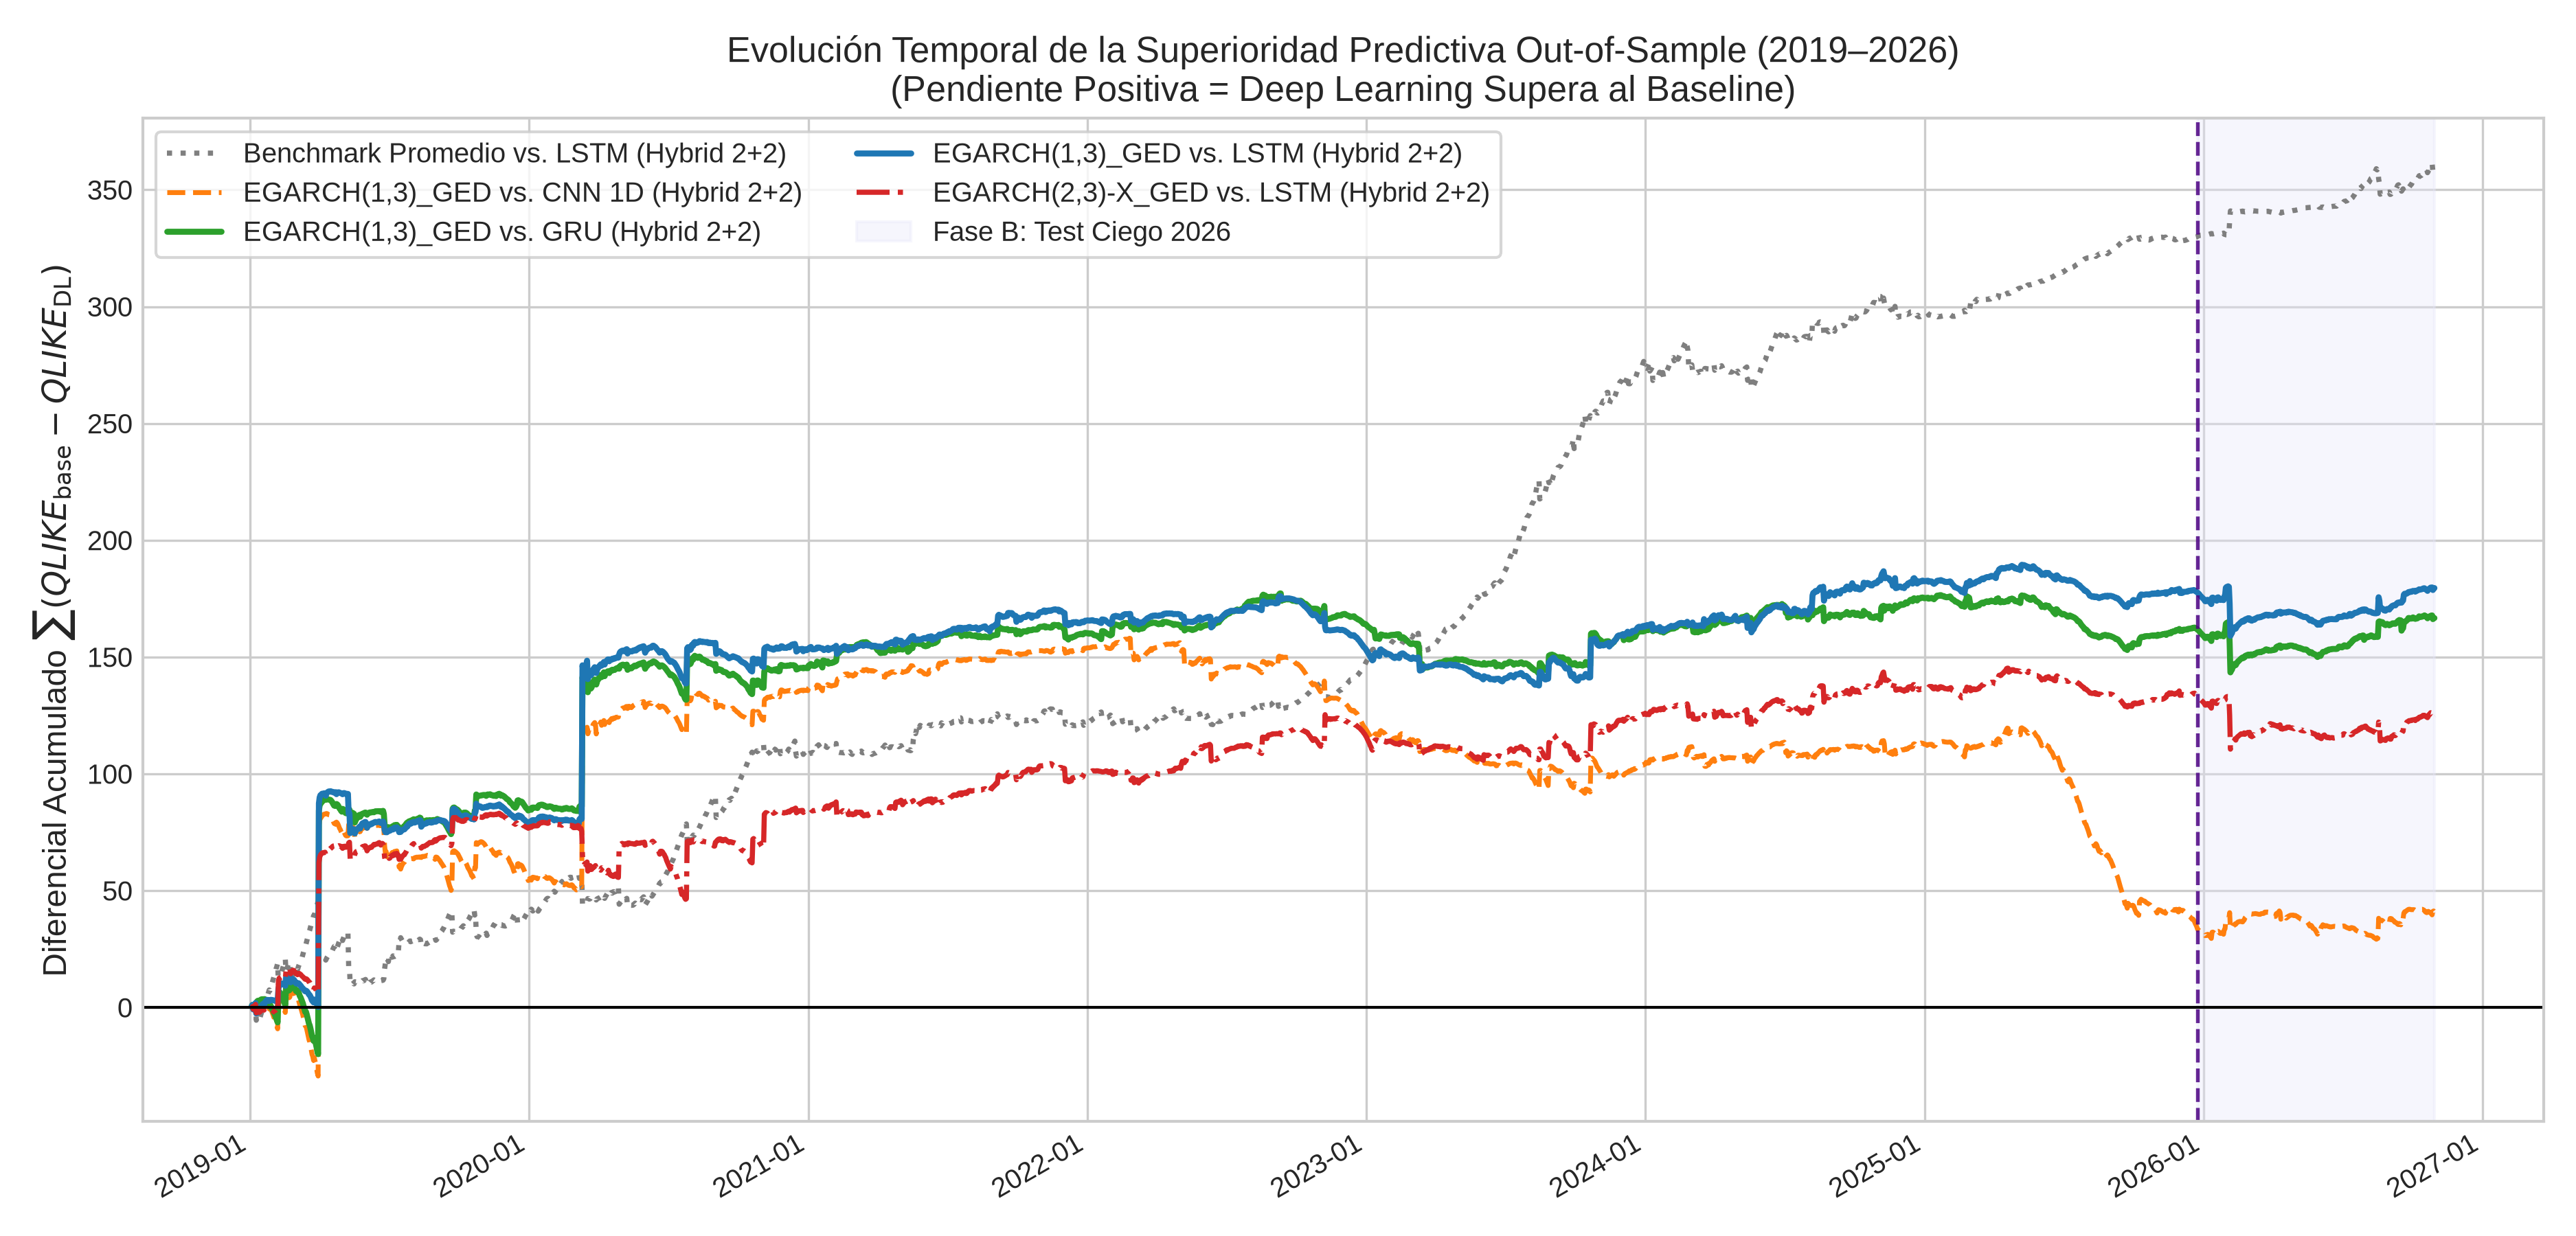 Evolución Temporal de la Superioridad Predictiva Out-of-Sample (2019–2026)
(Pendiente Positiva = Deep Learning Supera al Baseline)
Benchmark Promedio vs. LSTM (Hybrid 2+2)
EGARCH(1,3)_GED vs. CNN 1D (Hybrid 2+2)
EGARCH(1,3)_GED vs. GRU (Hybrid 2+2)
EGARCH(1,3)_GED vs. LSTM (Hybrid 2+2)
EGARCH(2,3)-X_GED vs. LSTM (Hybrid 2+2)
Fase B: Test Ciego 2026
Diferencial Acumulado ∑(QLIKE_base − QLIKE_DL)
350
300
250
200
150
100
50
0
2019-01
2020-01
2021-01
2022-01
2023-01
2024-01
2025-01
2026-01
2027-01